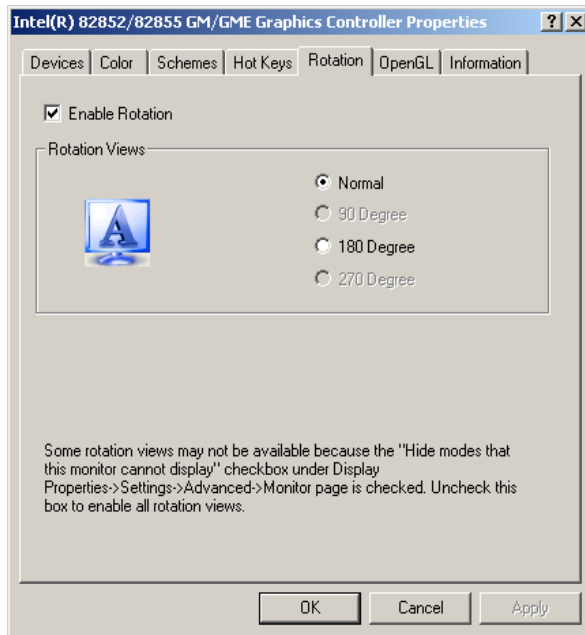 Intel(R) 82852/82855 GM/GME Graphics Controller Properties
Devices Color Schemes Hot Keys Rotation OpenGL Information
Enable Rotation
Rotation Views
A
Normal
90 Degree
180 Degree
270 Degree
Some rotation views may not be available because the "Hide modes that
this monitor cannot display" checkbox under Display
Properties->Settings->Advanced->Monitor page is checked. Uncheck this
box to enable all rotation views.
OK Cancel Apply